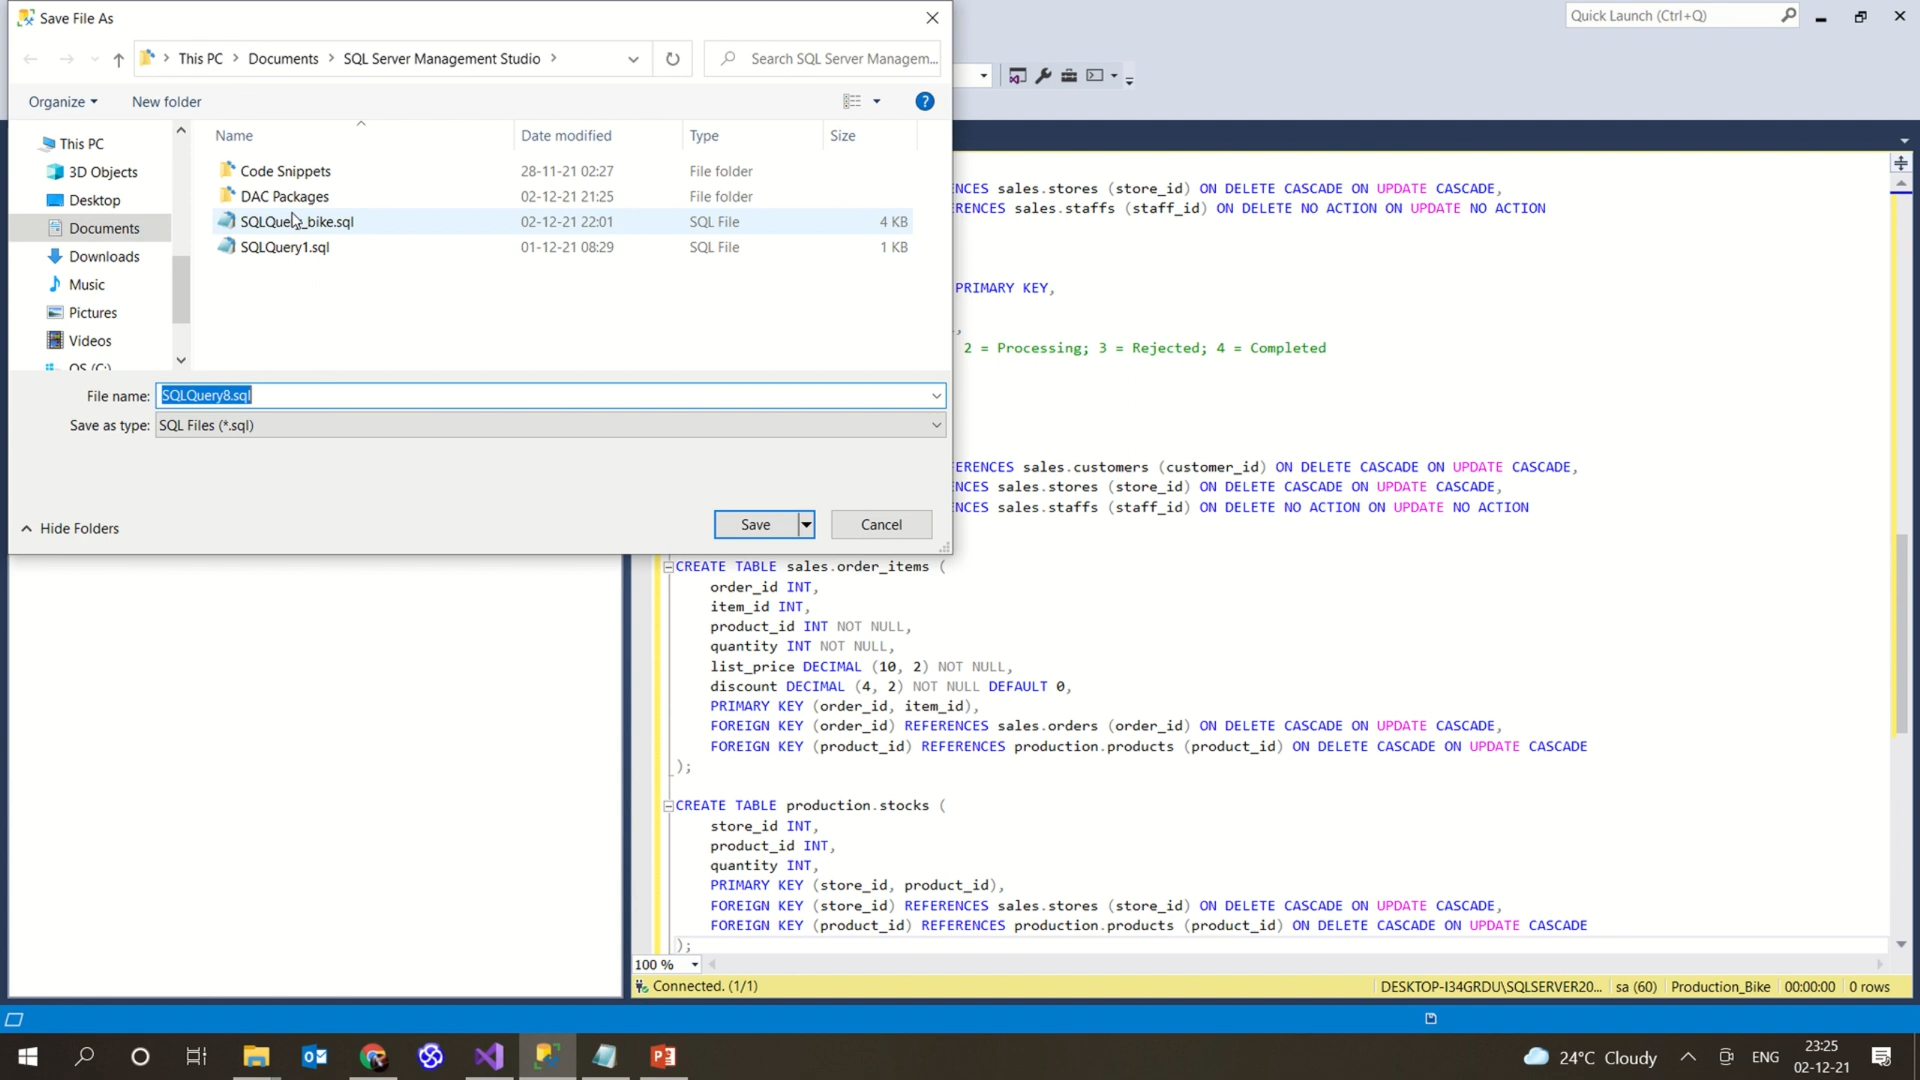 Save File As
Quick Launch (Ctrl+Q)
This PC > Documents > SQL Server Management Studio >
Search SQL Server Managem...
Organize
New folder
Name
Date modified
Type
Size
This PC
3D Objects
Desktop
Documents
Downloads
Music
Pictures
Videos
OS (C:)
Code Snippets 28-11-21 02:27 File folder
DAC Packages 02-12-21 21:25 File folder
SQLQuery_bike.sql 02-12-21 22:01 SQL File 4 KB
SQLQuery1.sql 01-12-21 08:29 SQL File 1 KB
File name: SQLQuery8.sql
Save as type: SQL Files (*.sql)
Hide Folders
Save
Cancel
ENCES sales.stores (store_id) ON DELETE CASCADE ON UPDATE CASCADE,
ERENCES sales.staffs (staff_id) ON DELETE NO ACTION ON UPDATE NO ACTION
PRIMARY KEY,
,
2 = Processing; 3 = Rejected; 4 = Completed
ERENCES sales.customers (customer_id) ON DELETE CASCADE ON UPDATE CASCADE,
ENCES sales.stores (store_id) ON DELETE CASCADE ON UPDATE CASCADE,
ENCES sales.staffs (staff_id) ON DELETE NO ACTION ON UPDATE NO ACTION
CREATE TABLE sales.order_items (
order_id INT,
item_id INT,
product_id INT NOT NULL,
quantity INT NOT NULL,
list_price DECIMAL (10, 2) NOT NULL,
discount DECIMAL (4, 2) NOT NULL DEFAULT 0,
PRIMARY KEY (order_id, item_id),
FOREIGN KEY (order_id) REFERENCES sales.orders (order_id) ON DELETE CASCADE ON UPDATE CASCADE,
FOREIGN KEY (product_id) REFERENCES production.products (product_id) ON DELETE CASCADE ON UPDATE CASCADE
);
CREATE TABLE production.stocks (
store_id INT,
product_id INT,
quantity INT,
PRIMARY KEY (store_id, product_id),
FOREIGN KEY (store_id) REFERENCES sales.stores (store_id) ON DELETE CASCADE ON UPDATE CASCADE,
FOREIGN KEY (product_id) REFERENCES production.products (product_id) ON DELETE CASCADE ON UPDATE CASCADE
);
100 %
Connected. (1/1)
DESKTOP-I34GRDU\SQLSERVER20...
sa (60)
Production_Bike
00:00:00
0 rows
24°C Cloudy
ENG
23:25
02-12-21